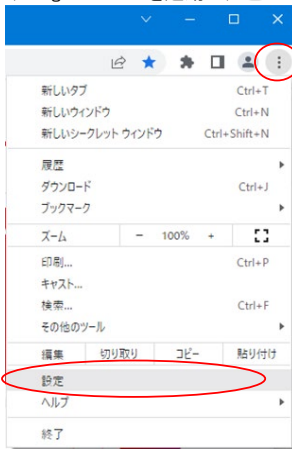 新しいタブ Ctrl+T
新しいウィンドウ Ctrl+N
新しいシークレット ウィンドウ Ctrl+Shift+N
履歴
ダウンロード Ctrl+J
ブックマーク
ズーム － 100% +
印刷... Ctrl+P
キャスト...
検索... Ctrl+F
その他のツール
編集 切り取り コピー 貼り付け
設定
ヘルプ
終了